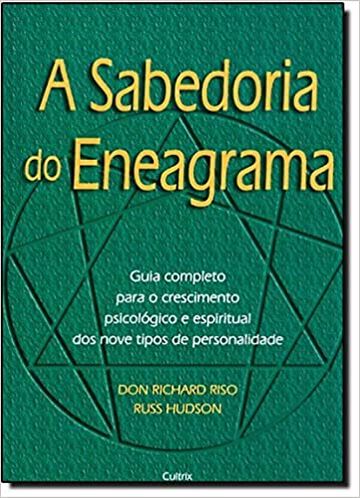 A Sabedoria
do Eneagrama
Guia completo
para o crescimento
psicológico e espiritual
dos nove tipos de personalidade
DON RICHARD RISO
RUSS HUDSON
Cultrix